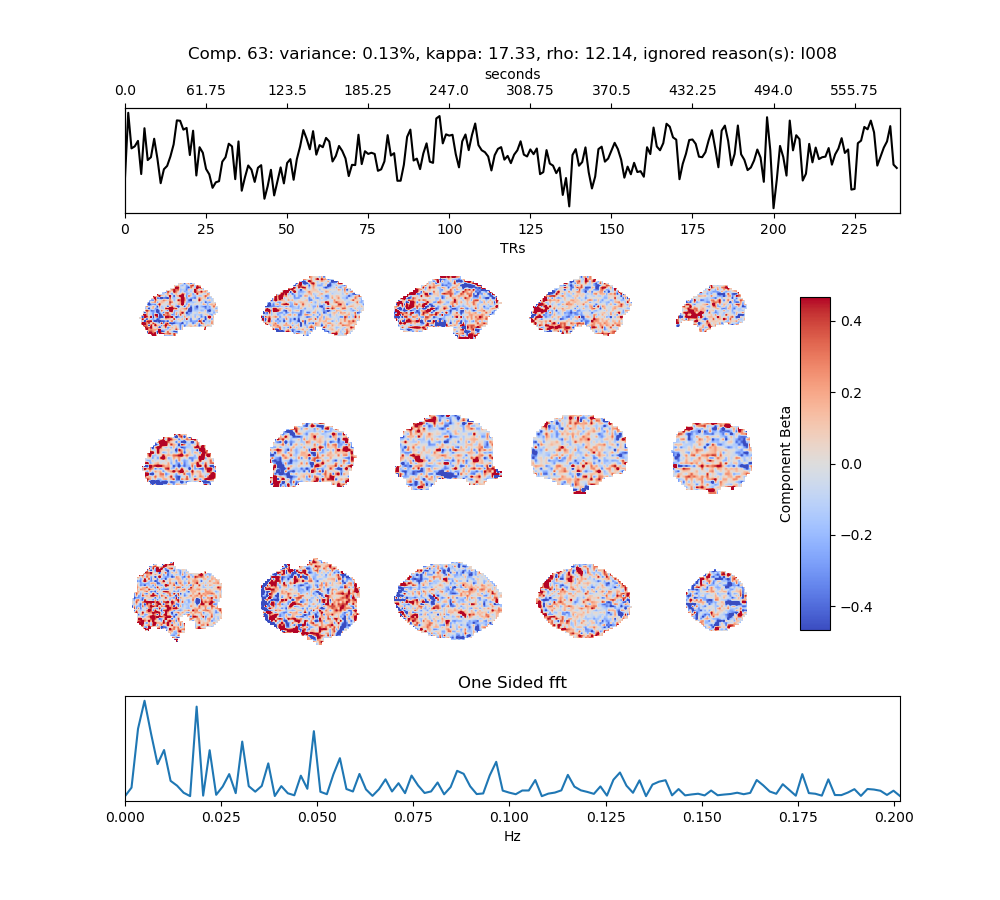 Comp. 63: variance: 0.13%, kappa: 17.33, rho: 12.14, ignored reason(s): I008
seconds
0.0 61.75 123.5 185.25 247.0 308.75 370.5 432.25 494.0 555.75
0 25 50 75 100 125 150 175 200 225
TRs
0.4
0.2
0.0
−0.2
−0.4
Component Beta
One Sided fft
0.000 0.025 0.050 0.075 0.100 0.125 0.150 0.175 0.200
Hz